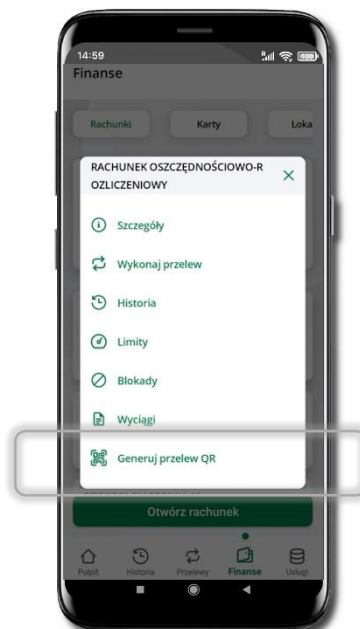 14:59
Finanse
Rachunki Karty Loka
RACHUNEK OSZCZĘDNOŚCIOWO-R
OZLICZENIOWY
Szczegóły
Wykonaj przelew
Historia
Limity
Blokady
Wyciągi
Generuj przelew QR
Otwórz rachunek
Pulpit Historia Przelewy Finanse Usługi